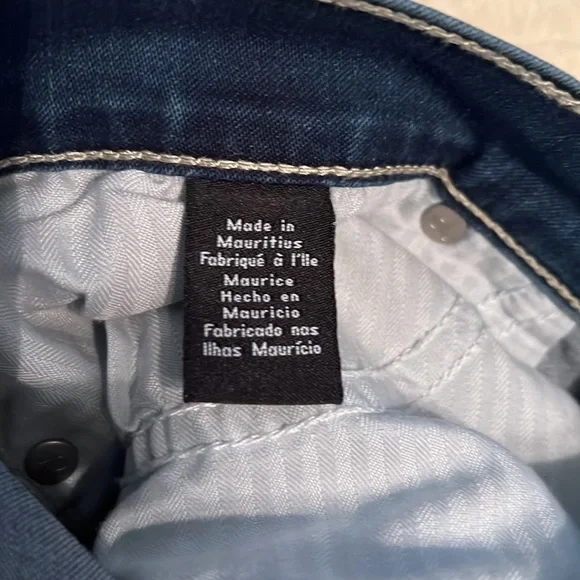 Made in
Mauritius
Fabriqué à l'Ile
Maurice
Hecho en
Mauricio
Fabricado nas
Ilhas Maurício